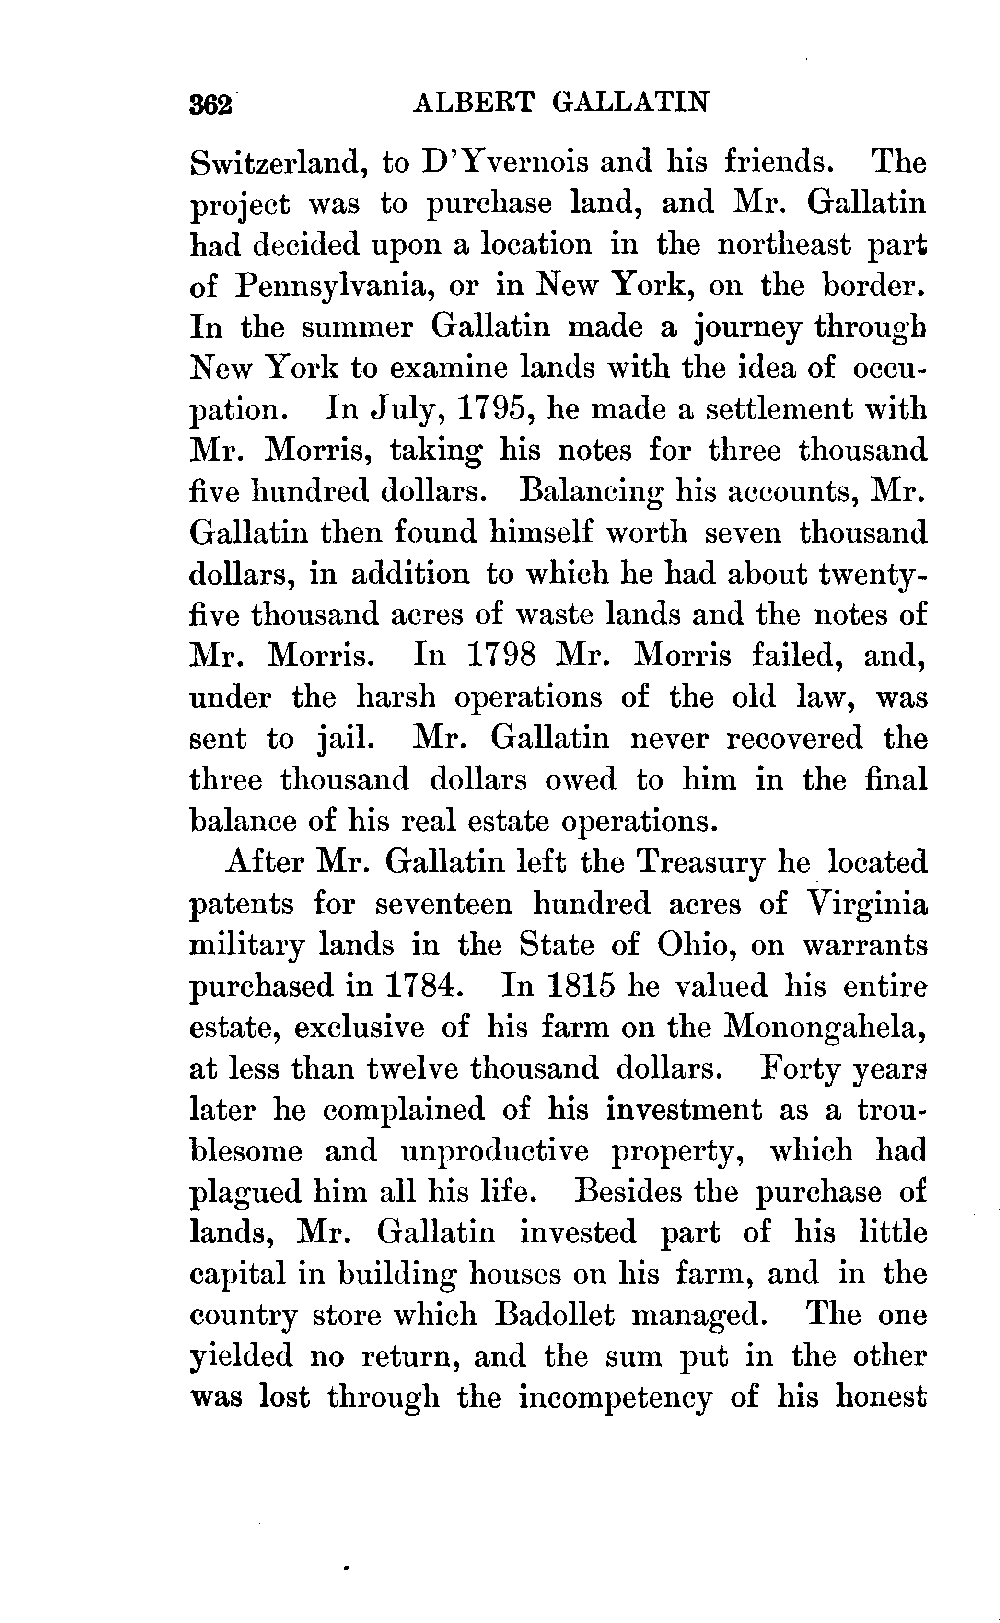 362 ALBERT GALLATIN
Switzerland, to D'Yvernois and his friends. The
project was to purchase land, and Mr. Gallatin
had decided upon a location in the northeast part
of Pennsylvania, or in New York, on the border.
In the summer Gallatin made a journey through
New York to examine lands with the idea of occu-
pation. In July, 1795, he made a settlement with
Mr. Morris, taking his notes for three thousand
five hundred dollars. Balancing his accounts, Mr.
Gallatin then found himself worth seven thousand
dollars, in addition to which he had about twenty-
five thousand acres of waste lands and the notes of
Mr. Morris. In 1798 Mr. Morris failed, and,
under the harsh operations of the old law, was
sent to jail. Mr. Gallatin never recovered the
three thousand dollars owed to him in the final
balance of his real estate operations.
After Mr. Gallatin left the Treasury he located
patents for seventeen hundred acres of Virginia
military lands in the State of Ohio, on warrants
purchased in 1784. In 1815 he valued his entire
estate, exclusive of his farm on the Monongahela,
at less than twelve thousand dollars. Forty years
later he complained of his investment as a trou-
blesome and unproductive property, which had
plagued him all his life. Besides the purchase of
lands, Mr. Gallatin invested part of his little
capital in building houses on his farm, and in the
country store which Badollet managed. The one
yielded no return, and the sum put in the other
was lost through the incompetency of his honest